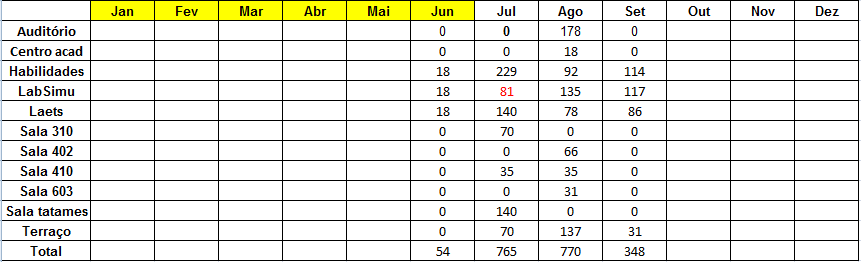 Jan Fev Mar Abr Mai Jun Jul Ago Set Out Nov Dez
Auditório 0 0 178 0
Centro acad 0 0 18 0
Habilidades 18 229 92 114
LabSimu 18 81 135 117
Laets 18 140 78 86
Sala 310 0 70 0 0
Sala 402 0 0 66 0
Sala 410 0 35 35 0
Sala 603 0 0 31 0
Sala tatames 0 140 0 0
Terraço 0 70 137 31
Total 54 765 770 348